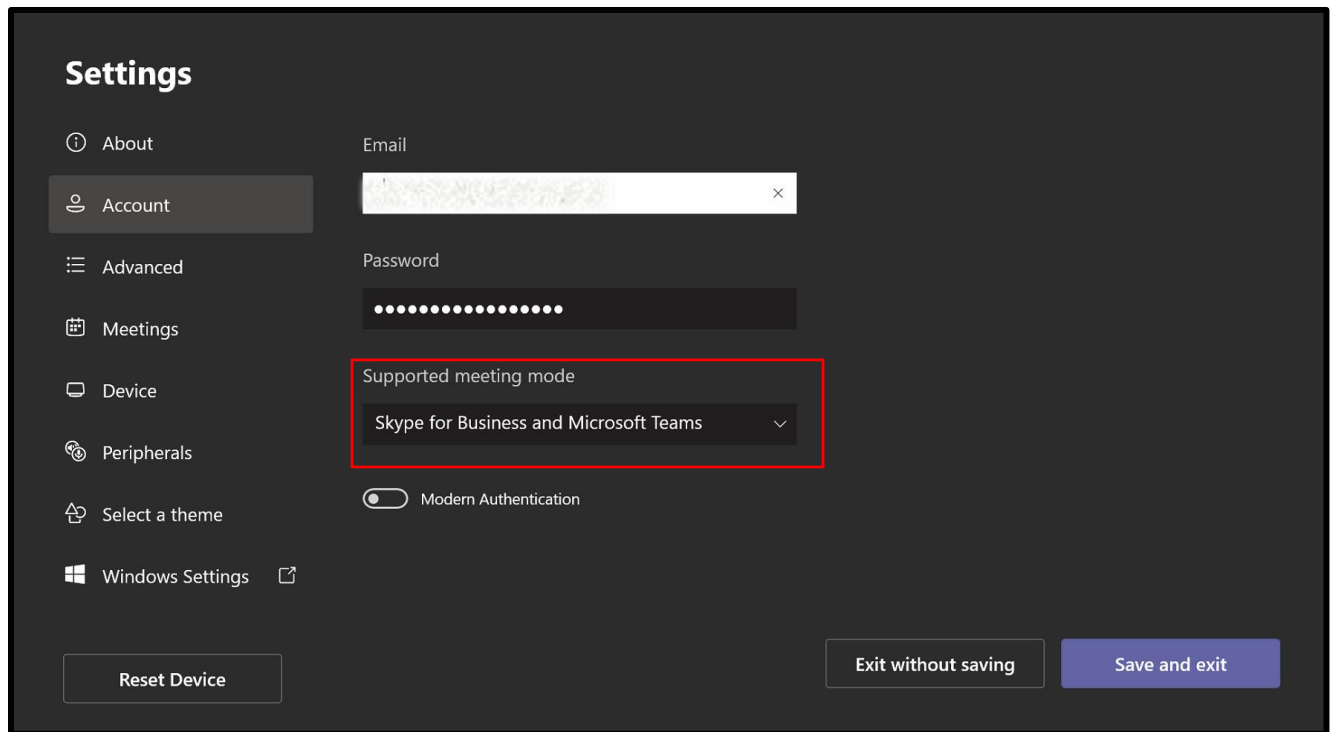 Settings
About
Account
Advanced
Meetings
Device
Peripherals
Select a theme
Windows Settings
Reset Device
Email
Password
Supported meeting mode
Skype for Business and Microsoft Teams
Modern Authentication
Exit without saving
Save and exit